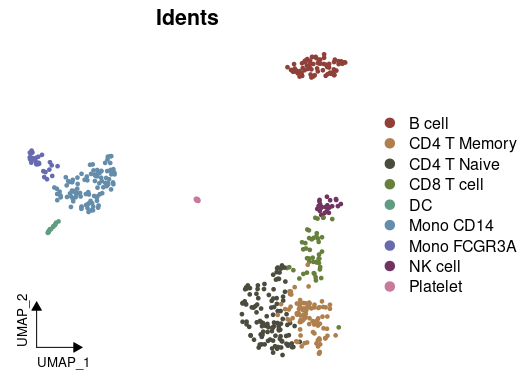 Idents
B cell
CD4 T Memory
CD4 T Naive
CD8 T cell
DC
Mono CD14
Mono FCGR3A
NK cell
Platelet
UMAP_2
UMAP_1